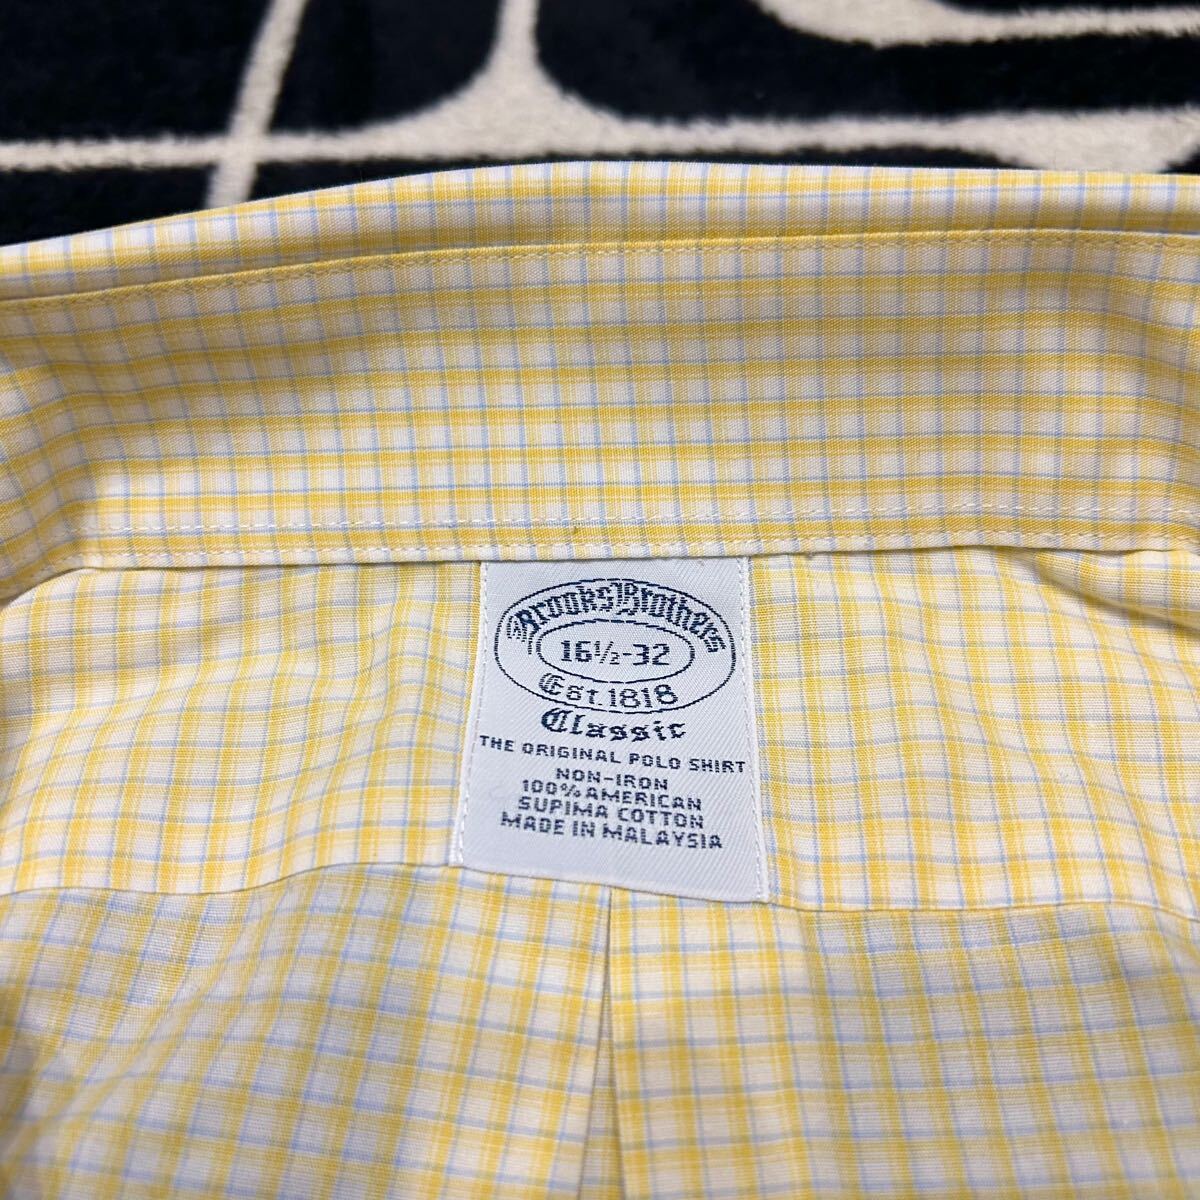 Brooks Brothers
16½-32
Est. 1818
Classic
THE ORIGINAL POLO SHIRT
NON-IRON
100% AMERICAN
SUPIMA COTTON
MADE IN MALAYSIA